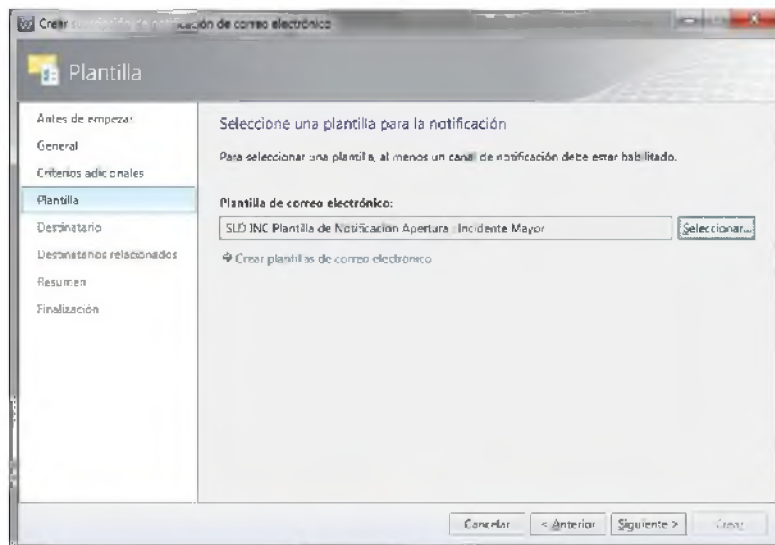 Crear suscripción de notificación de correo electrónico
Plantilla
Antes de empezar
General
Criterios adicionales
Plantilla
Destinatario
Destinatarios relacionados
Resumen
Finalización
Seleccione una plantilla para la notificación
Para seleccionar una plantilla, al menos un canal de notificación debe estar habilitado.
Plantilla de correo electrónico:
SLD INC Plantilla de Notificacion Apertura : Incidente Mayor
Seleccionar...
Crear plantillas de correo electrónico
Cancelar
< Anterior
Siguiente >
Crear